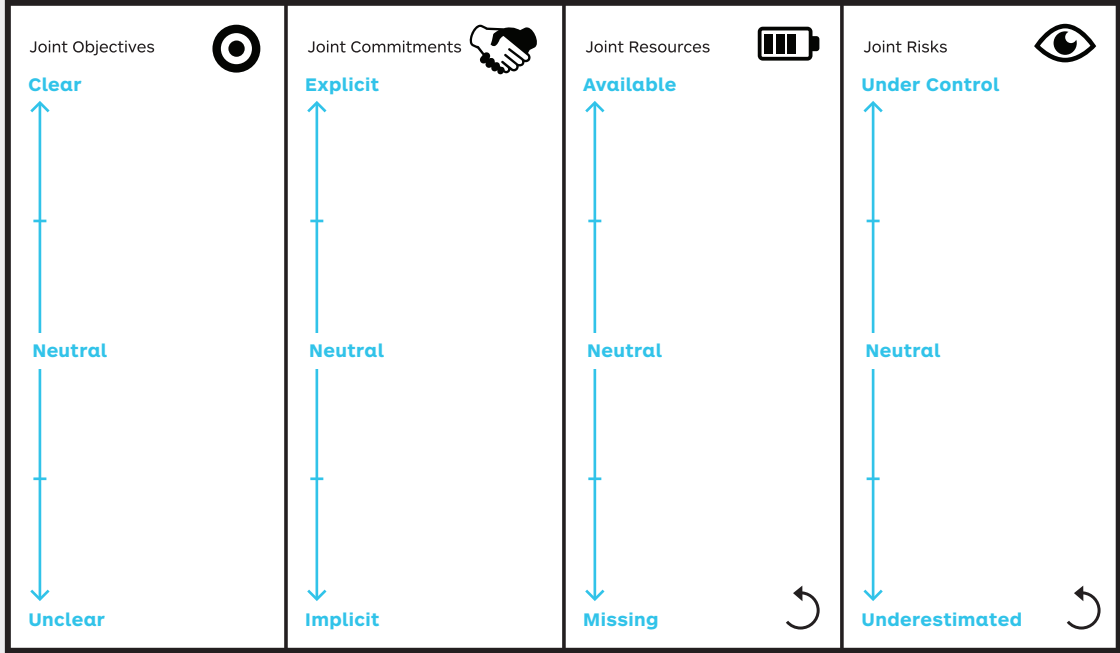 Joint Objectives
Clear
Neutral
Unclear
Joint Commitments
Explicit
Neutral
Implicit
Joint Resources
Available
Neutral
Missing
Joint Risks
Under Control
Neutral
Underestimated